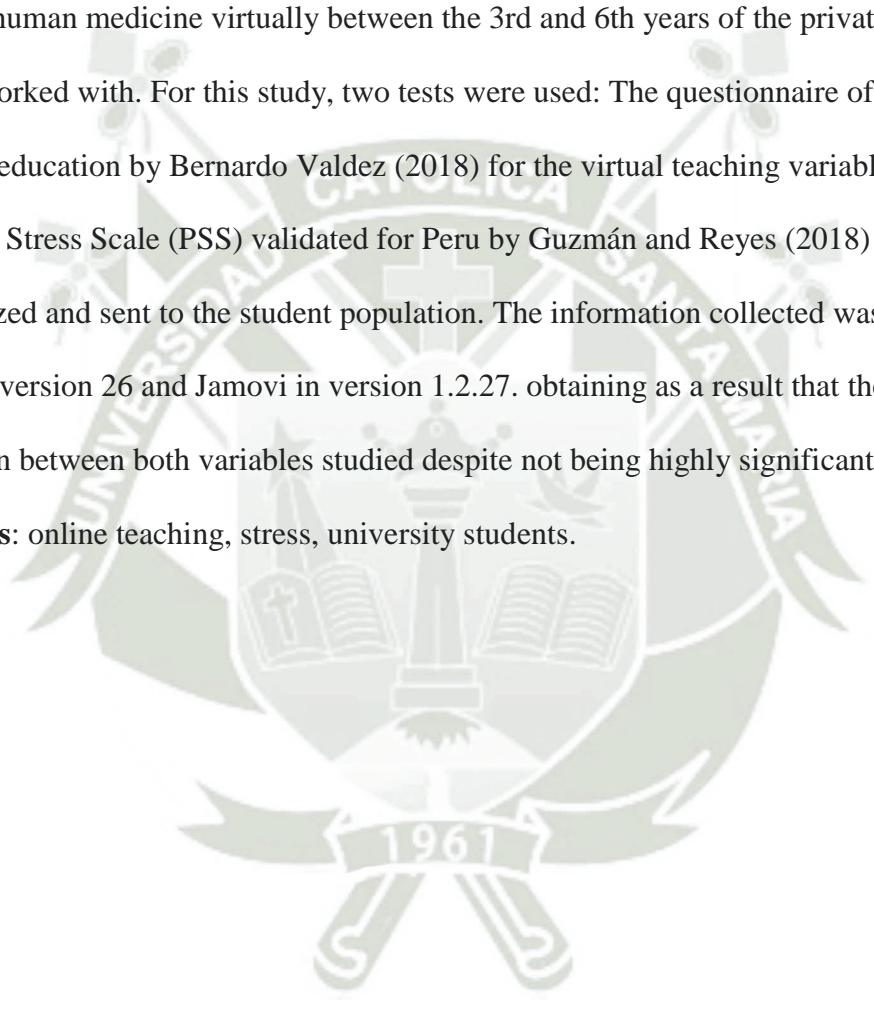 human medicine virtually between the 3rd and 6th years of the privat
orked with. For this study, two tests were used: The questionnaire of
education by Bernardo Valdez (2018) for the virtual teaching variabl
Stress Scale (PSS) validated for Peru by Guzmán and Reyes (2018)
zed and sent to the student population. The information collected was
version 26 and Jamovi in version 1.2.27. obtaining as a result that the
n between both variables studied despite not being highly significant
s: online teaching, stress, university students.
UNIVERSIDAD CATOLICA SANTA MARIA
1961